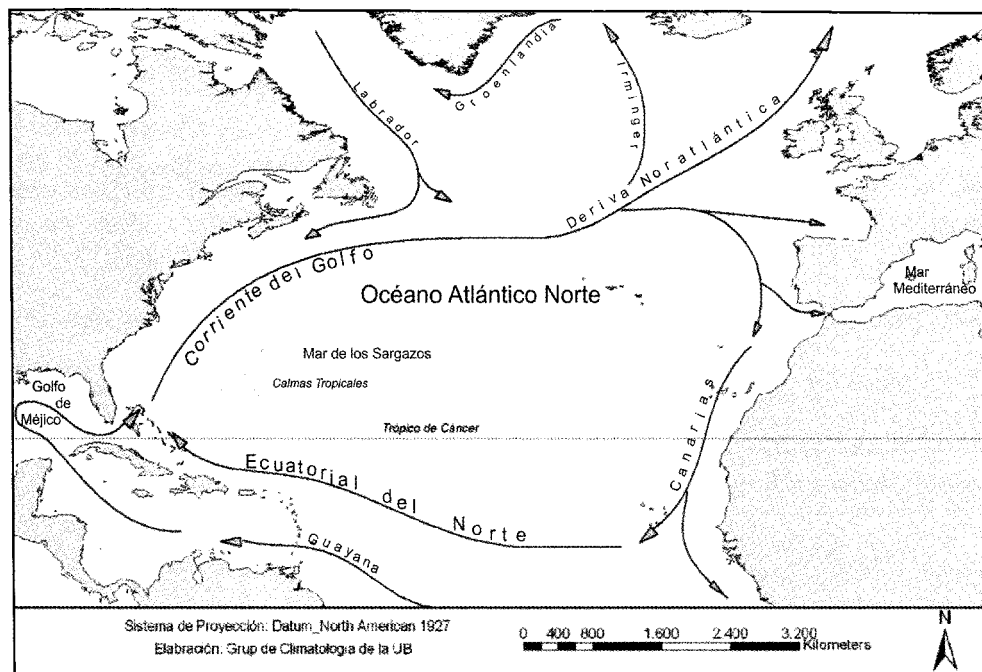 Labrador
Groenlandia
Irminger
Deriva Noratlántica
Corriente del Golfo
Océano Atlántico Norte
Mar
Mediterráneo
Mar de los Sargazos
Calmas Tropicales
Golfo
de
Méjico
Trópico de Cáncer
Canarias
Ecuatorial del Norte
Guayana
Sistema de Proyección: Datum_North American 1927
Elabración: Grup de Climatologia de la UB
0 400 800 1.600 2.400 3.200
Kilometers
N